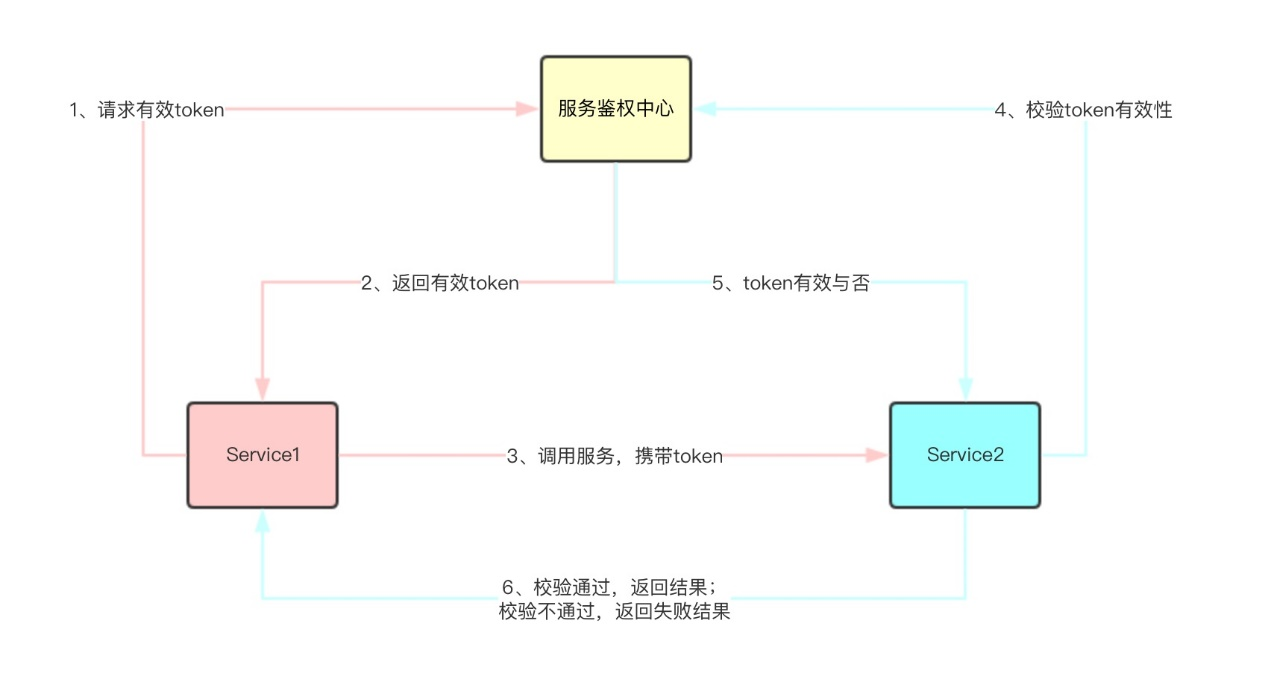 服务鉴权中心
1、请求有效token
4、校验token有效性
2、返回有效token
5、token有效与否
Service1
3、调用服务，携带token
Service2
6、校验通过，返回结果；
校验不通过，返回失败结果